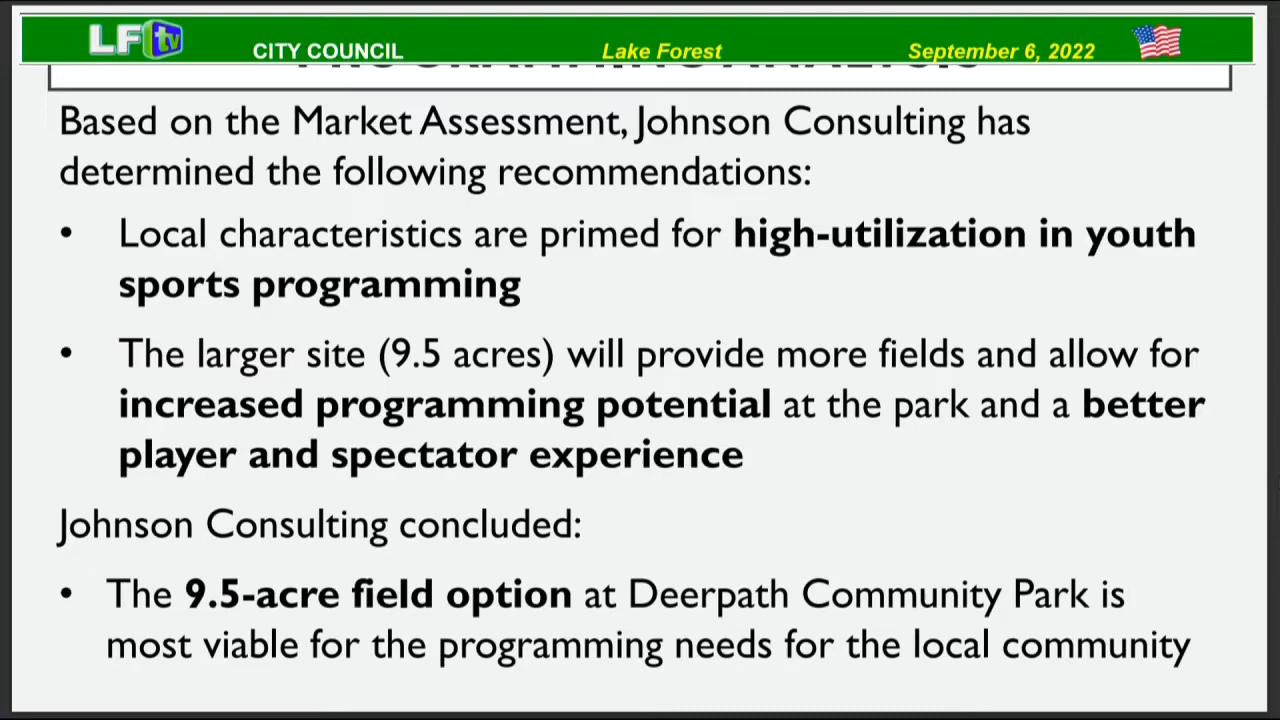 LFtv CITY COUNCIL Lake Forest September 6, 2022
Based on the Market Assessment, Johnson Consulting has
determined the following recommendations:
• Local characteristics are primed for high-utilization in youth
sports programming
• The larger site (9.5 acres) will provide more fields and allow for
increased programming potential at the park and a better
player and spectator experience
Johnson Consulting concluded:
• The 9.5-acre field option at Deerpath Community Park is
most viable for the programming needs for the local community